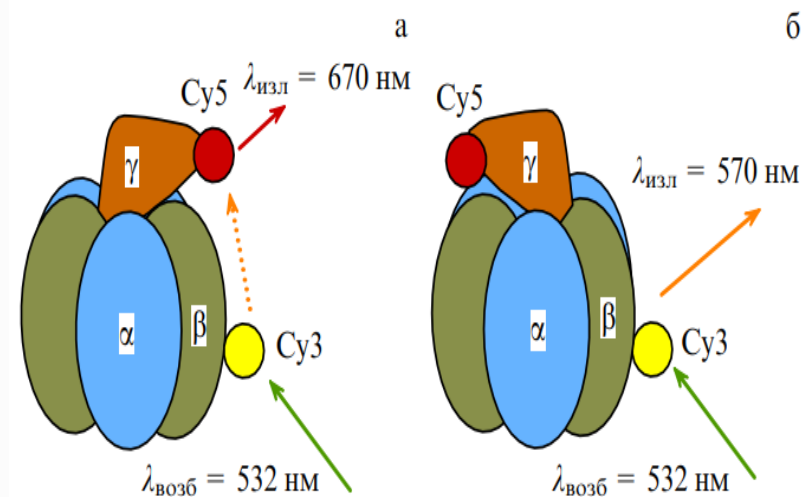 а
Cy5
λизл = 670 нм
γ
α
β
Cy3
λвозб = 532 нм
б
Cy5
γ
λизл = 570 нм
α
β
Cy3
λвозб = 532 нм